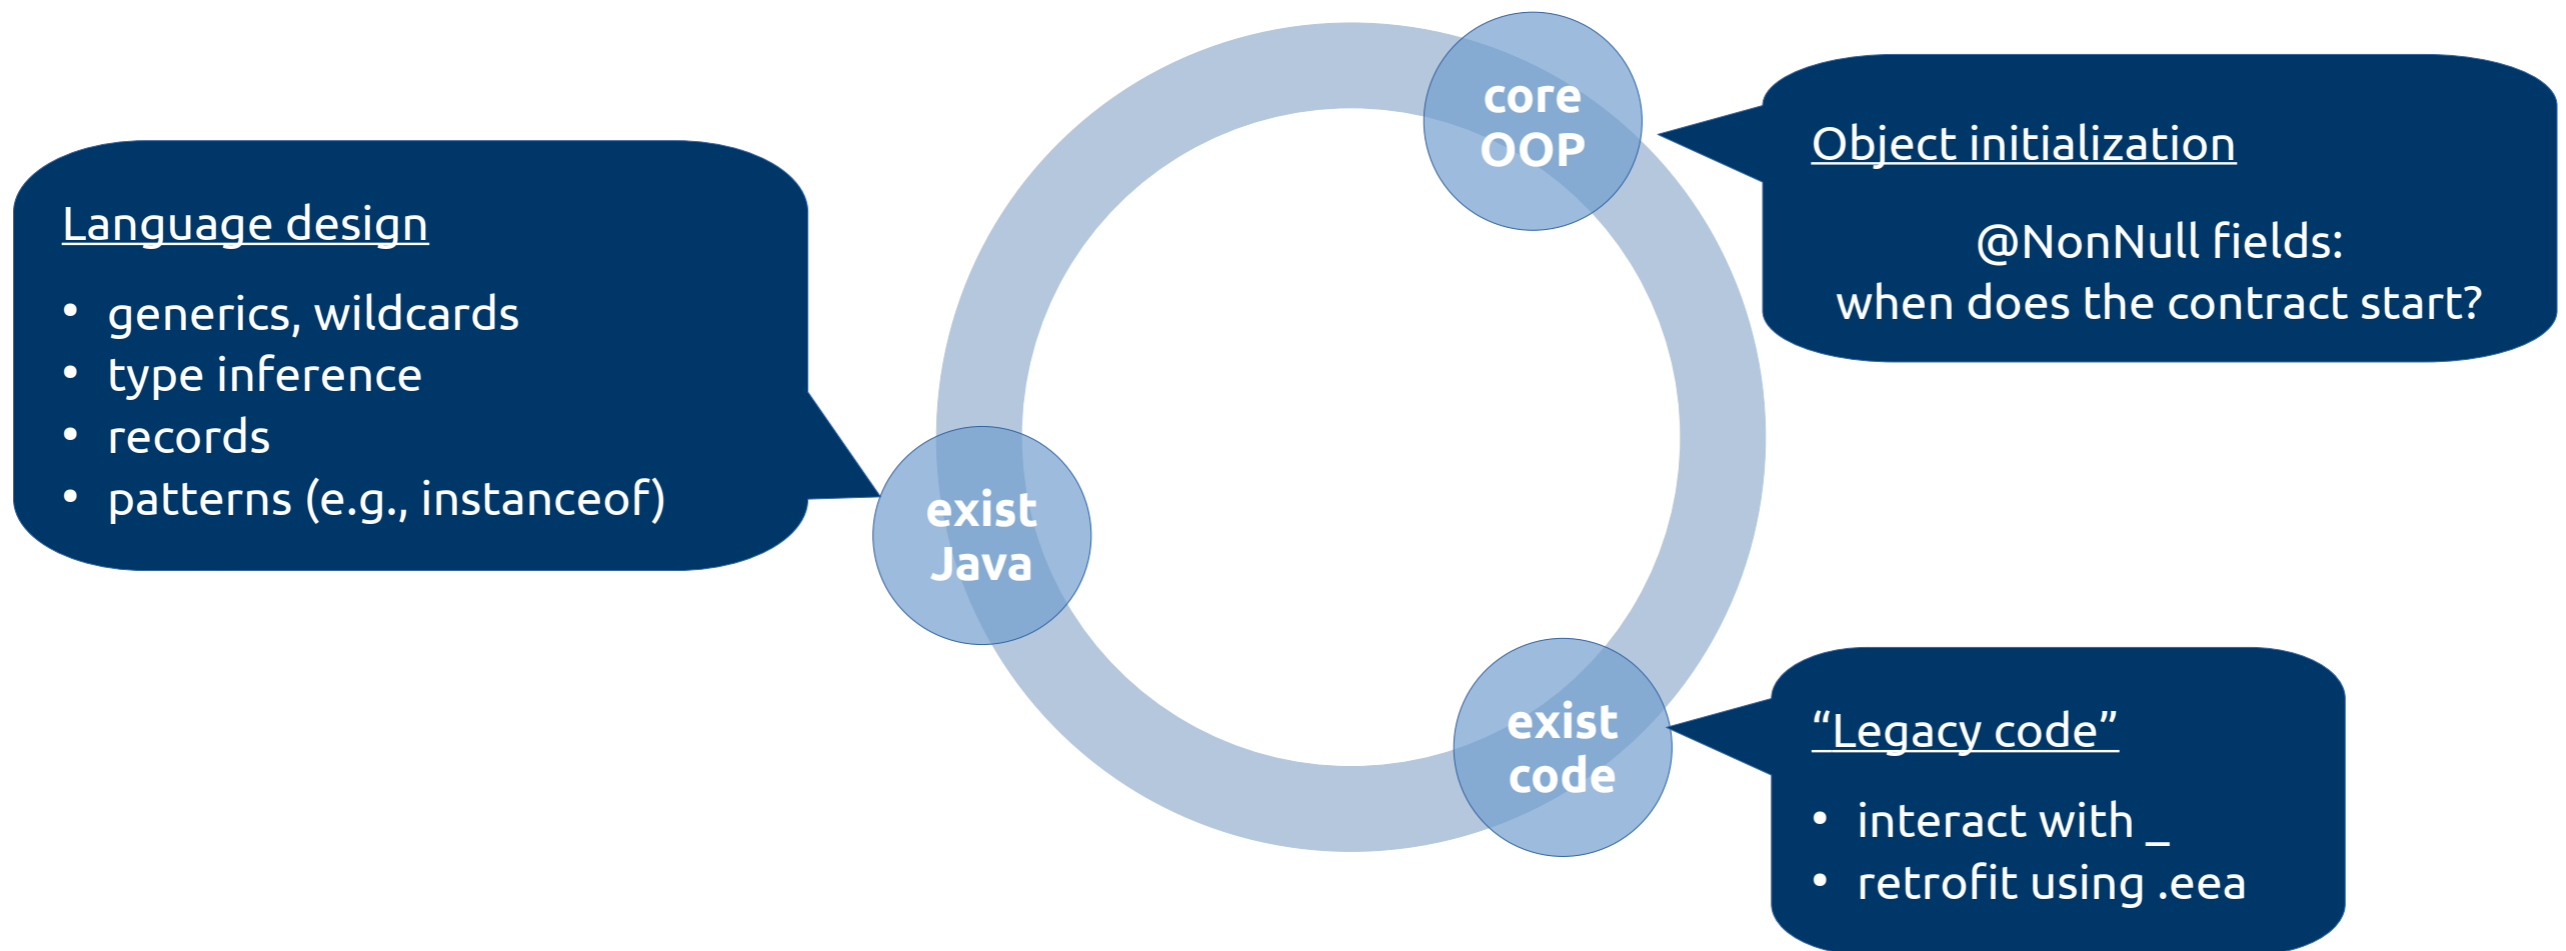 core
OOP
Object initialization
@NonNull fields:
when does the contract start?
Language design
• generics, wildcards
• type inference
• records
• patterns (e.g., instanceof)
exist
Java
exist
code
“Legacy code”
• interact with _
• retrofit using .eea